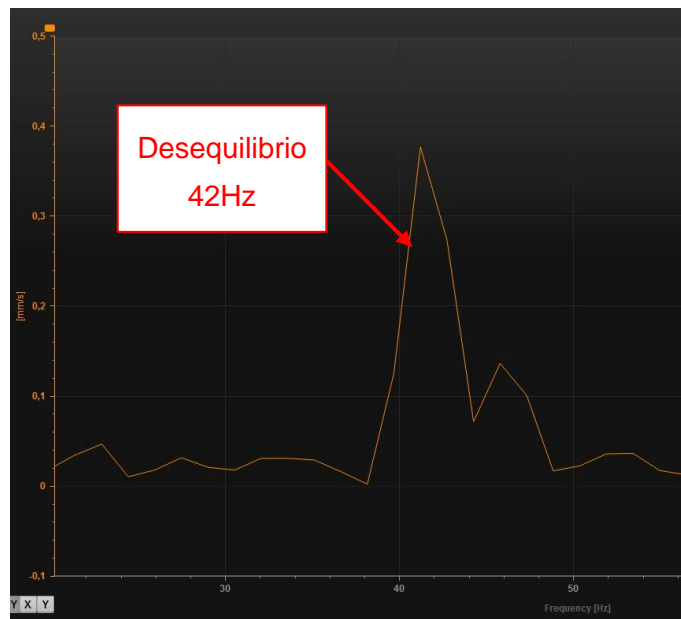 0,5
0,4
Desequilibrio
42Hz
0,3
[mm/s]
0,2
0,1
0
-0,1
30
40
50
Y X Y
Frequency [Hz]